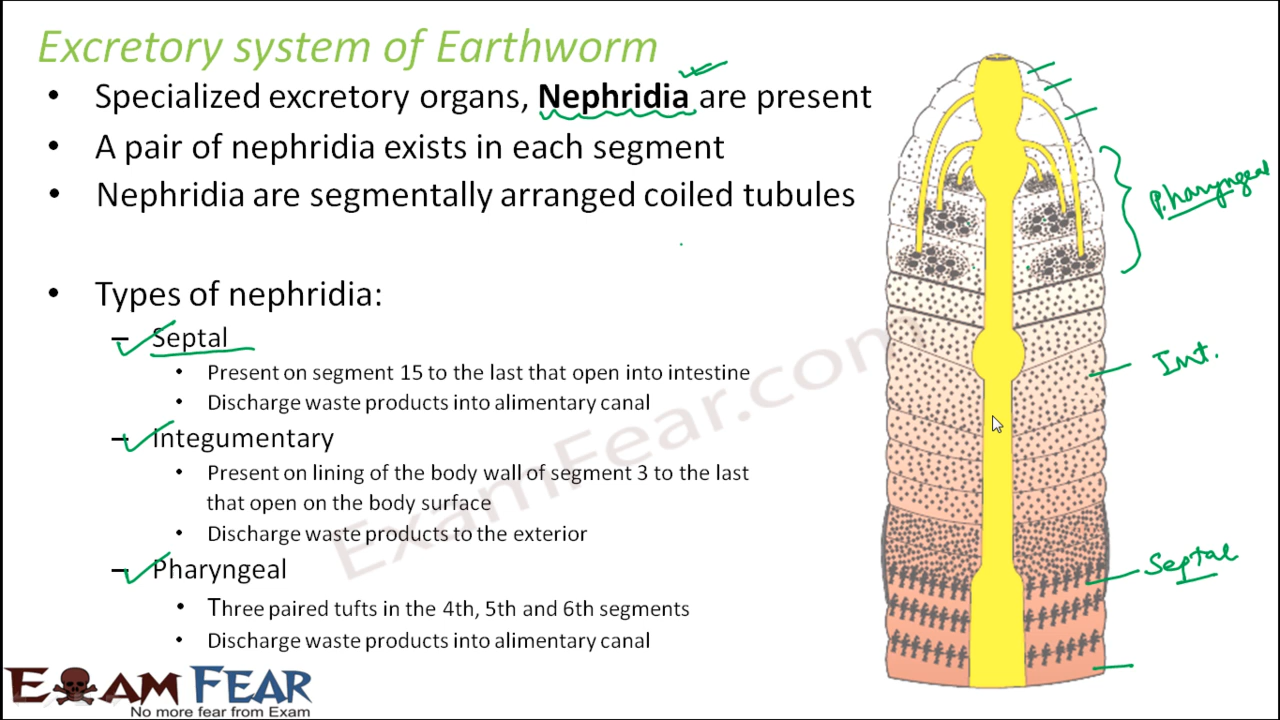 Excretory system of Earthworm
• Specialized excretory organs, Nephridia are present
• A pair of nephridia exists in each segment
• Nephridia are segmentally arranged coiled tubules
• Types of nephridia:
– Septal
• Present on segment 15 to the last that open into intestine
• Discharge waste products into alimentary canal
– Integumentary
• Present on lining of the body wall of segment 3 to the last
that open on the body surface
• Discharge waste products to the exterior
– Pharyngeal
• Three paired tufts in the 4th, 5th and 6th segments
• Discharge waste products into alimentary canal
Pharyngeal
Int.
Septal
ExamFear.com
EXAM FEAR
No more fear from Exam